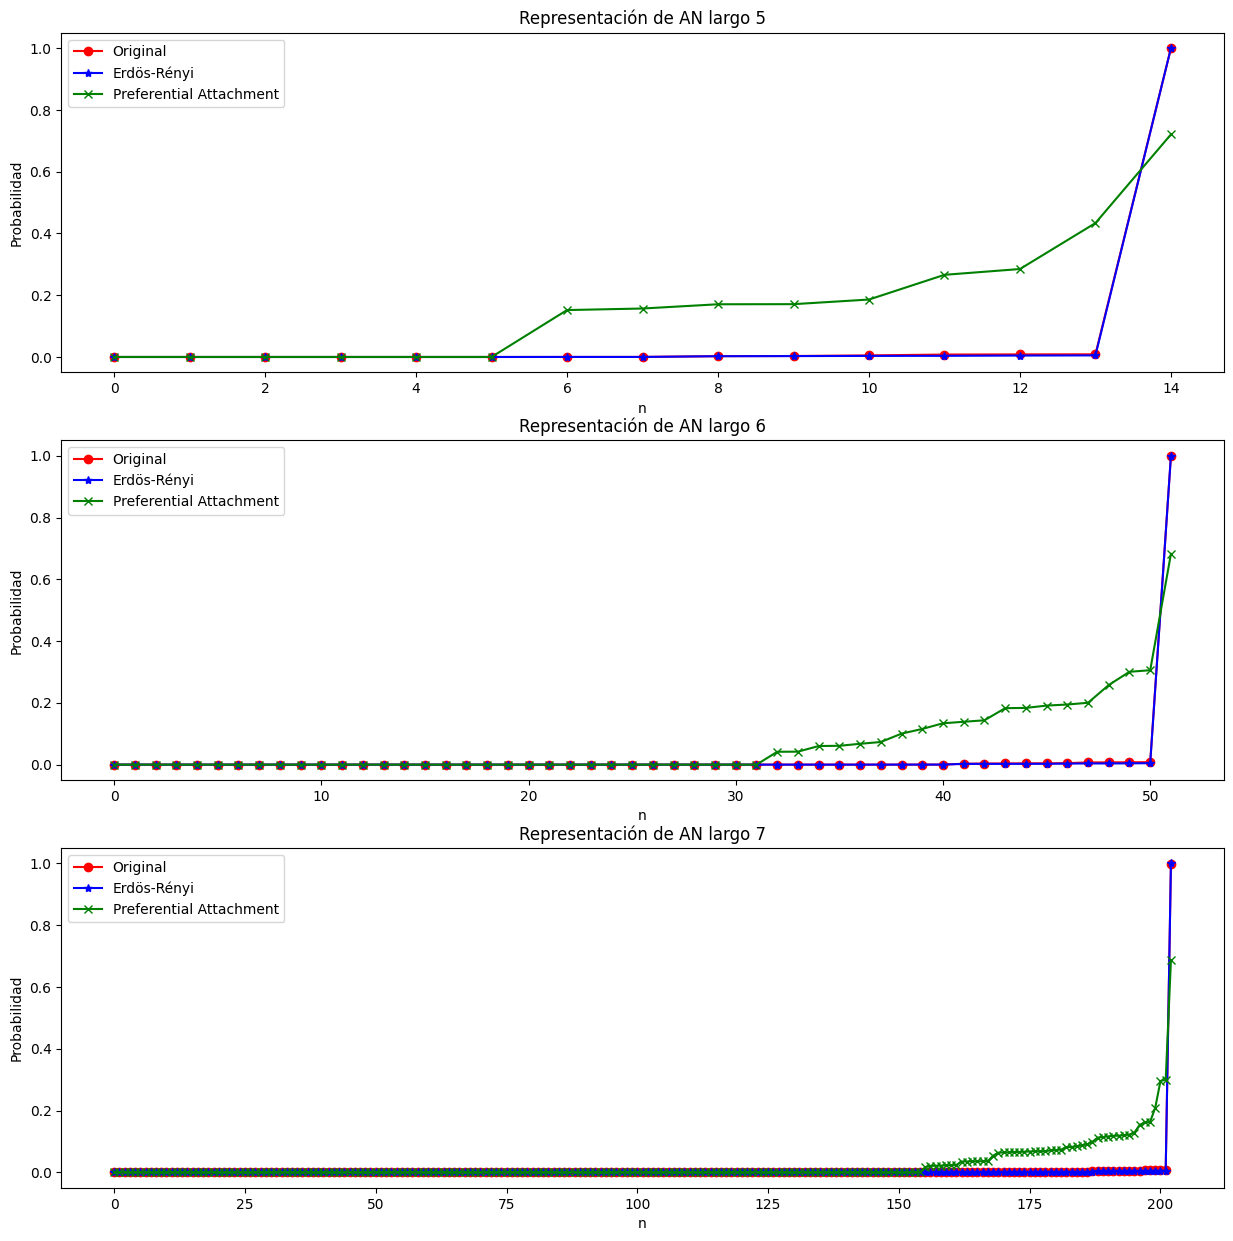 Representación de AN largo 5
Original
Erdös-Rényi
Preferential Attachment
Probabilidad
1.0
0.8
0.6
0.4
0.2
0.0
0 2 4 6 8 10 12 14
n
Representación de AN largo 6
Original
Erdös-Rényi
Preferential Attachment
Probabilidad
1.0
0.8
0.6
0.4
0.2
0.0
0 10 20 30 40 50
n
Representación de AN largo 7
Original
Erdös-Rényi
Preferential Attachment
Probabilidad
1.0
0.8
0.6
0.4
0.2
0.0
0 25 50 75 100 125 150 175 200
n